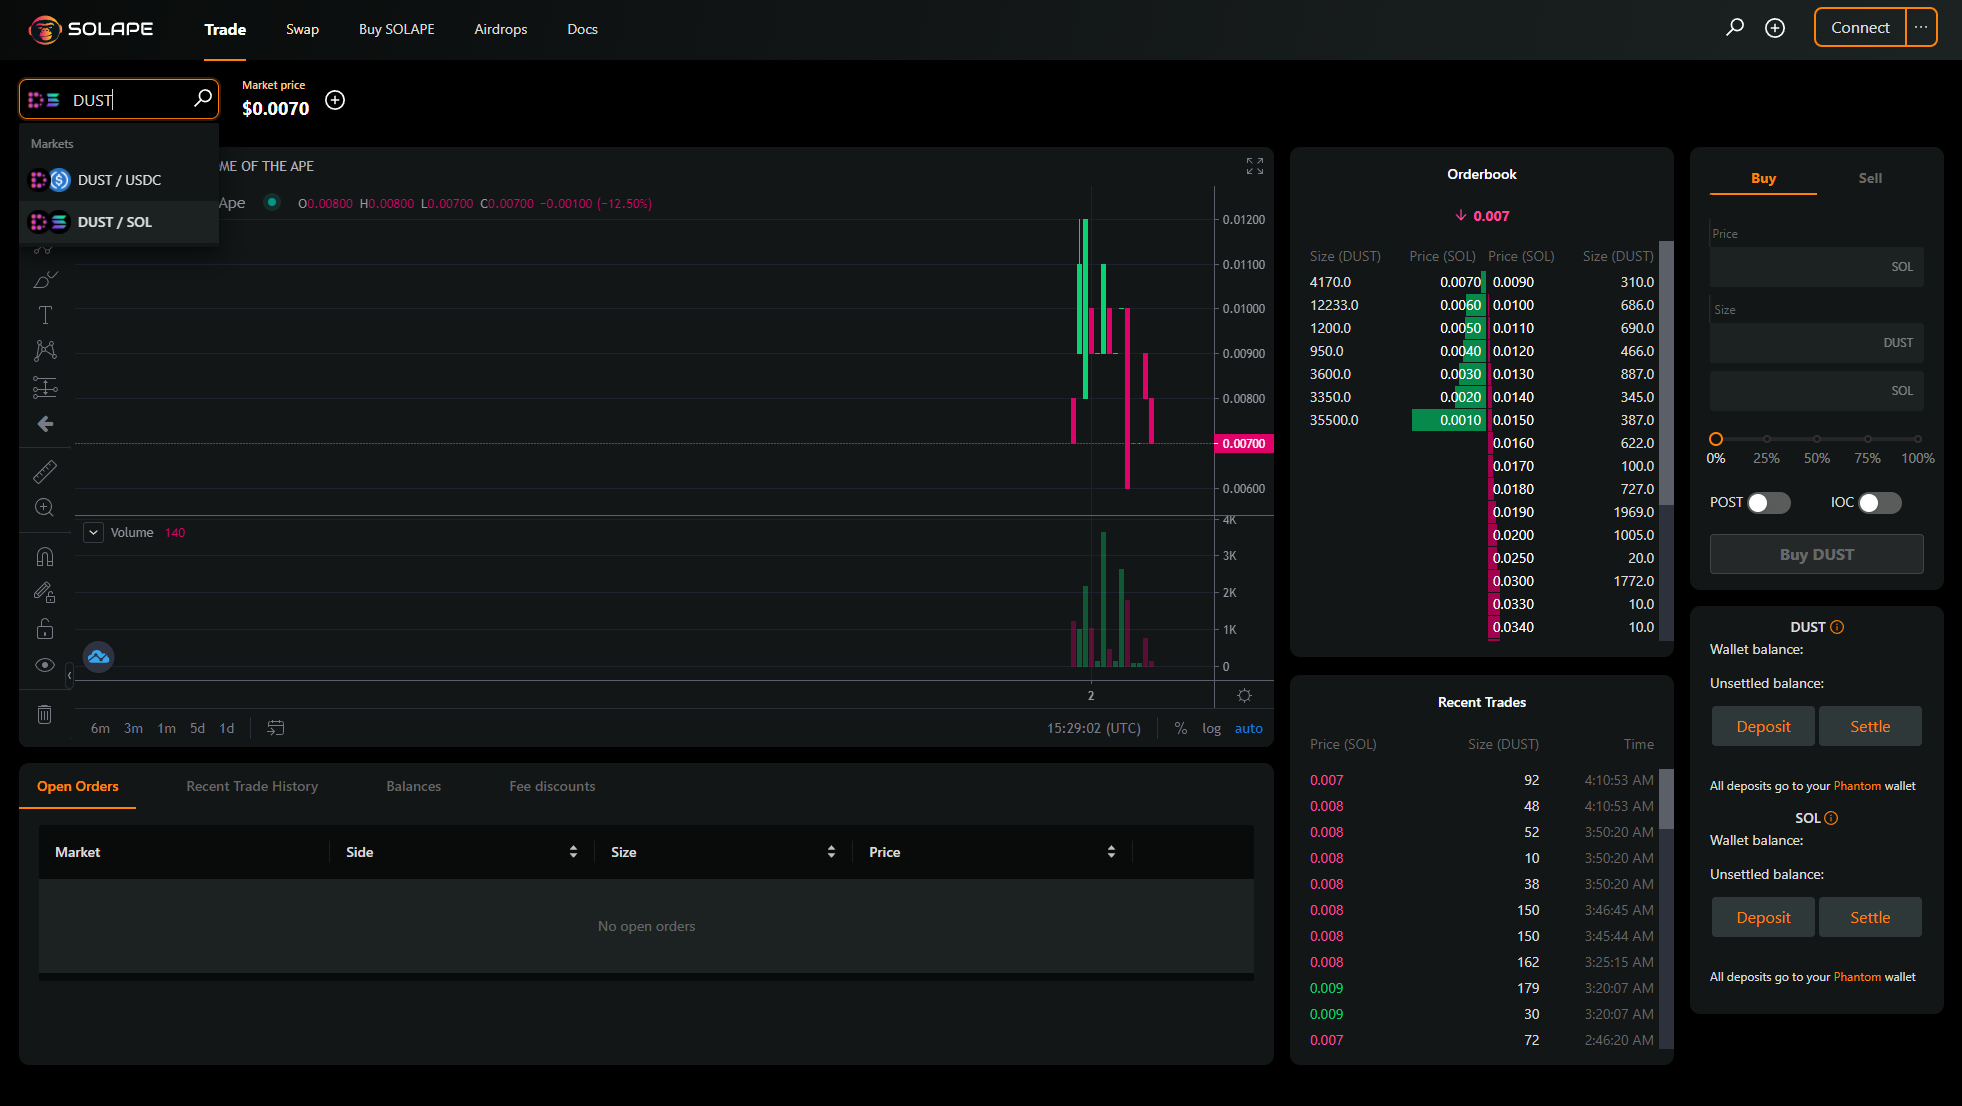 SOLAPE
Trade
Swap
Buy SOLAPE
Airdrops
Docs
Connect
...
DUST
Market price
$0.0070
Markets
DUST / USDC
DUST / SOL
ME OF THE APE
Ape
O0.00800 H0.00800 L0.00700 C0.00700 −0.00100 (−12.50%)
0.01200
0.01100
0.01000
0.00900
0.00800
0.00700
0.00600
Volume 140
4K
3K
2K
1K
0
2
6m 3m 1m 5d 1d
15:29:02 (UTC)
% log auto
Open Orders
Recent Trade History
Balances
Fee discounts
Market Side Size Price
No open orders
Orderbook
0.007
Size (DUST) Price (SOL) Price (SOL) Size (DUST)
4170.0 0.0070 0.0090 310.0
12233.0 0.0060 0.0100 686.0
1200.0 0.0050 0.0110 690.0
950.0 0.0040 0.0120 466.0
3600.0 0.0030 0.0130 887.0
3350.0 0.0020 0.0140 345.0
35500.0 0.0010 0.0150 387.0
0.0160 622.0
0.0170 100.0
0.0180 727.0
0.0190 1969.0
0.0200 1005.0
0.0250 20.0
0.0300 1772.0
0.0330 10.0
0.0340 10.0
Recent Trades
Price (SOL) Size (DUST) Time
0.007 92 4:10:53 AM
0.008 48 4:10:53 AM
0.008 52 3:50:20 AM
0.008 10 3:50:20 AM
0.008 38 3:50:20 AM
0.008 150 3:46:45 AM
0.008 150 3:45:44 AM
0.008 162 3:25:15 AM
0.009 179 3:20:07 AM
0.009 30 3:20:07 AM
0.007 72 2:46:20 AM
Buy Sell
Price
SOL
Size
DUST
SOL
0% 25% 50% 75% 100%
POST IOC
Buy DUST
DUST
Wallet balance:
Unsettled balance:
Deposit Settle
All deposits go to your Phantom wallet
SOL
Wallet balance:
Unsettled balance:
Deposit Settle
All deposits go to your Phantom wallet